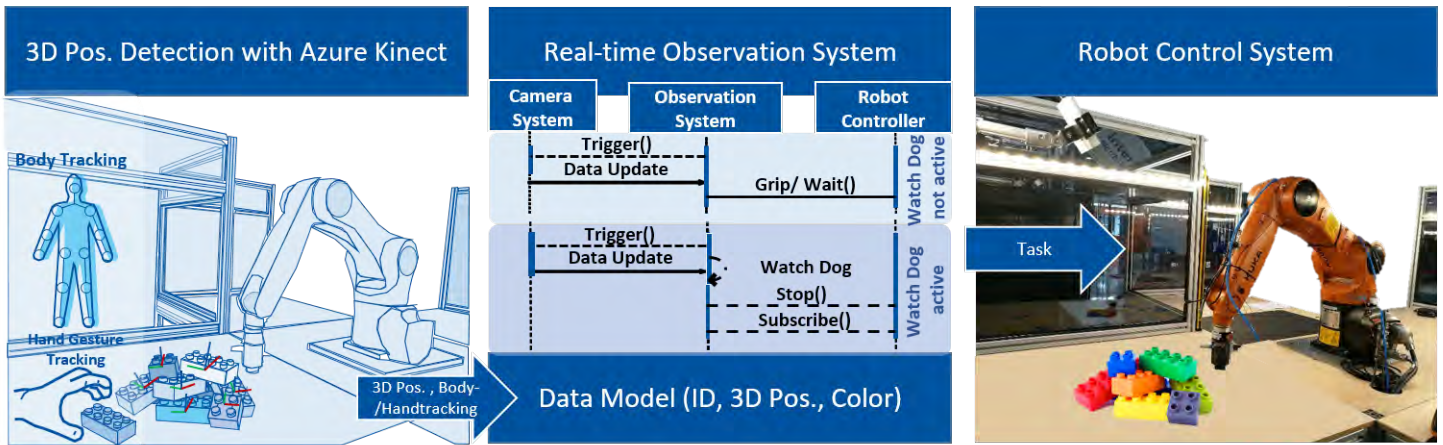 3D Pos. Detection with Azure Kinect
Body Tracking
Hand Gesture
Tracking
3D Pos. , Body-
/Handtracking
Real-time Observation System
Camera
System
Observation
System
Robot
Controller
Trigger()
Data Update
Grip/ Wait()
Watch Dog
not active
Trigger()
Data Update
Watch Dog
Stop()
Subscribe()
Watch Dog
active
Data Model (ID, 3D Pos., Color)
Robot Control System
Task
KUKA